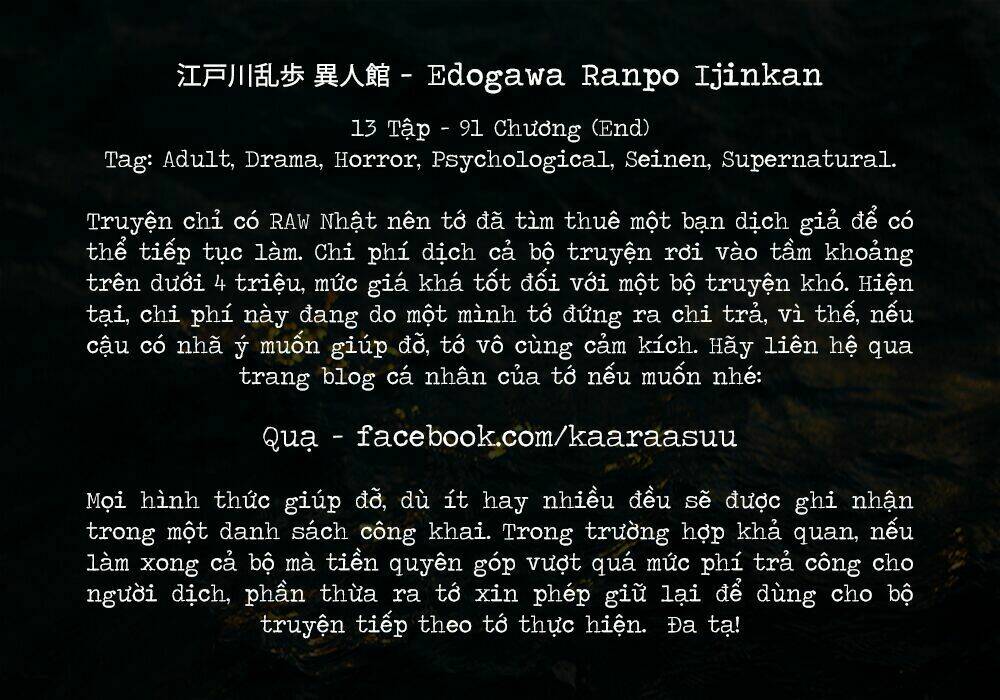 江戸川乱歩 異人館 - Edogawa Ranpo Ijinkan
13 Tập - 91 Chương (End)
Tag: Adult, Drama, Horror, Psychological, Seinen, Supernatural.
Truyện chỉ có RAW Nhật nên tớ đã tìm thuê một bạn dịch giả để có
thể tiếp tục làm. Chi phí dịch cả bộ truyện rơi vào tầm khoảng
trên dưới 4 triệu, mức giá khá tốt đối với một bộ truyện khó. Hiện
tại, chi phí này đang do một mình tớ đứng ra chi trả, vì thế, nếu
cậu có nhã ý muốn giúp đỡ, tớ vô cùng cảm kích. Hãy liên hệ qua
trang blog cá nhân của tớ nếu muốn nhé:
Quạ - facebook.com/kaaraasuu
Mọi hình thức giúp đỡ, dù ít hay nhiều đều sẽ được ghi nhận
trong một danh sách công khai. Trong trường hợp khả quan, nếu
làm xong cả bộ mà tiền quyên góp vượt qua mức phí trả công cho
người dịch, phần thừa ra tớ xin phép giữ lại để dùng cho bộ
truyện tiếp theo tớ thực hiện. Đa tạ!